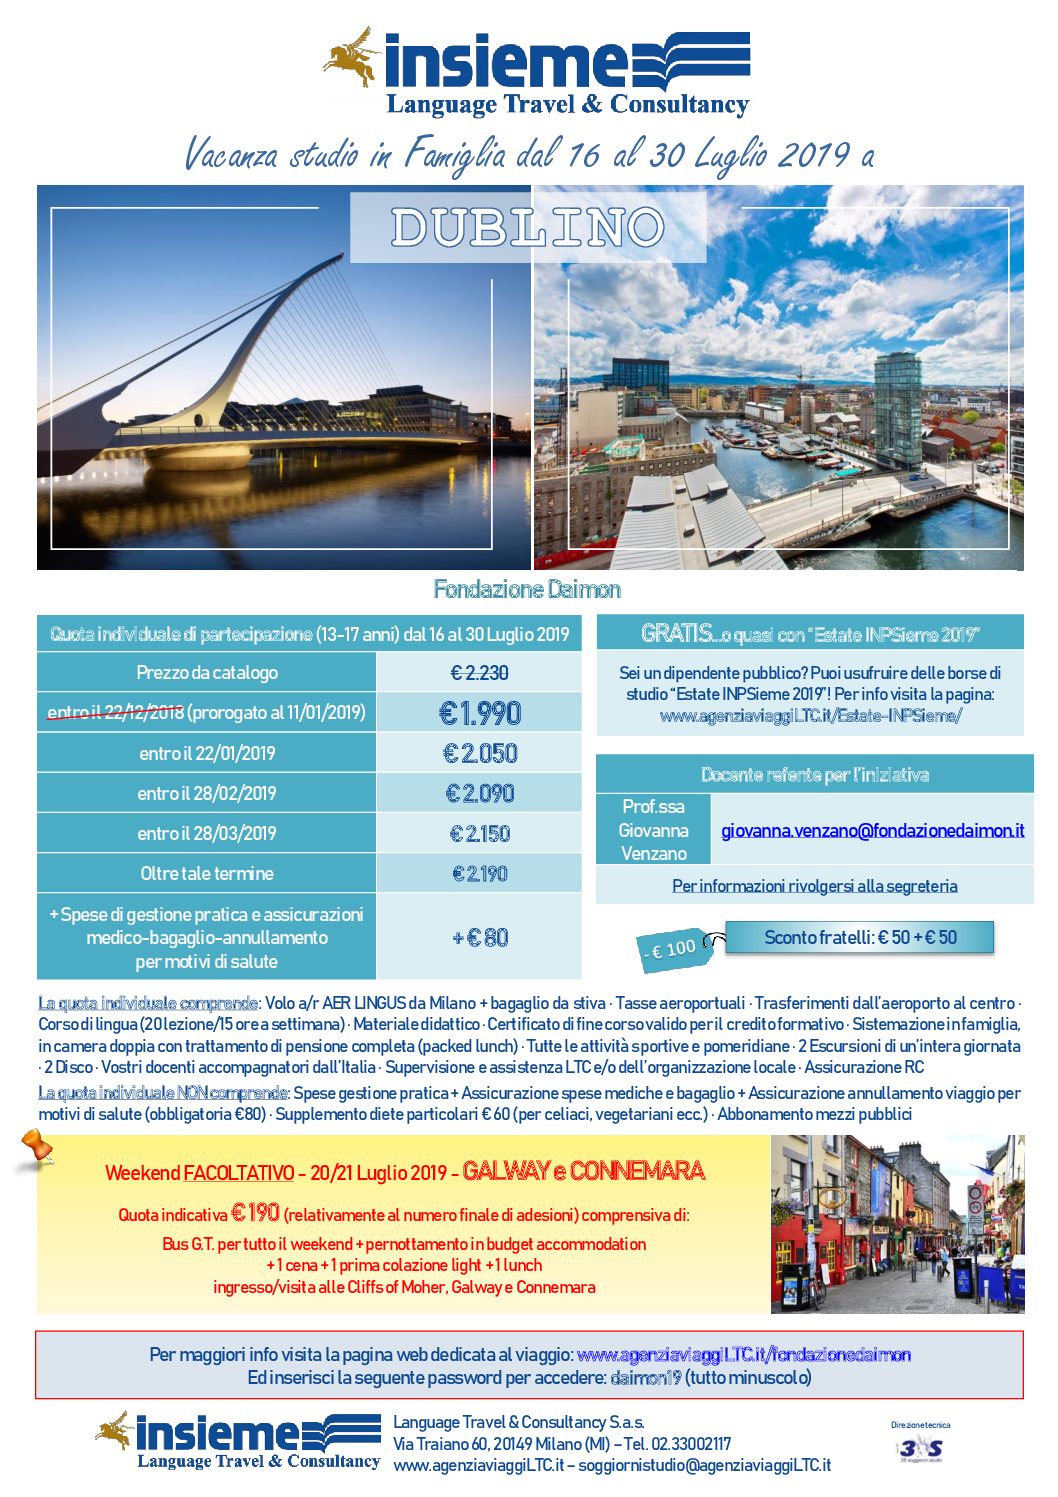 insieme
Language Travel & Consultancy
Vacanza studio in Famiglia dal 16 al 30 Luglio 2019 a
DUBLINO
Fondazione Daimon
Quota individuale di partecipazione (13-17 anni) dal 16 al 30 Luglio 2019
Prezzo da catalogo € 2.230
entro il 22/12/2018 (prorogato al 11/01/2019) € 1.990
entro il 22/01/2019 € 2.050
entro il 28/02/2019 € 2.090
entro il 28/03/2019 € 2.150
Oltre tale termine € 2.190
+ Spese di gestione pratica e assicurazioni
medico-bagaglio-annullamento
per motivi di salute
+ € 80
GRATIS...o quasi con "Estate INPSieme 2019"
Sei un dipendente pubblico? Puoi usufruire delle borse di
studio "Estate INPSieme 2019"! Per info visita la pagina:
www.agenziaviaggiLTC.it/Estate-INPSieme/
Docente referente per l'iniziativa
Prof.ssa
Giovanna
Venzano
giovanna.venzano@fondazionedaimon.it
Per informazioni rivolgersi alla segreteria
- € 100
Sconto fratelli: € 50 + € 50
La quota individuale comprende: Volo a/r AER LINGUS da Milano + bagaglio da stiva · Tasse aeroportuali · Trasferimenti dall'aeroporto al centro ·
Corso di lingua (20 lezione/15 ore a settimana) · Materiale didattico · Certificato di fine corso valido per il credito formativo · Sistemazione in famiglia,
in camera doppia con trattamento di pensione completa (packed lunch) · Tutte le attività sportive e pomeridiane · 2 Escursioni di un'intera giornata
· 2 Disco · Vostri docenti accompagnatori dall'Italia · Supervisione e assistenza LTC e/o dell'organizzazione locale · Assicurazione RC
La quota individuale NON comprende: Spese gestione pratica + Assicurazione spese mediche e bagaglio + Assicurazione annullamento viaggio per
motivi di salute (obbligatoria €80) · Supplemento diete particolari € 60 (per celiaci, vegetariani ecc.) · Abbonamento mezzi pubblici
Weekend FACOLTATIVO - 20/21 Luglio 2019 - GALWAY e CONNEMARA
Quota indicativa € 190 (relativamente al numero finale di adesioni) comprensiva di:
Bus G.T. per tutto il weekend + pernottamento in budget accommodation
+ 1 cena + 1 prima colazione light + 1 lunch
ingresso/visita alle Cliffs of Moher, Galway e Connemara
Per maggiori info visita la pagina web dedicata al viaggio: www.agenziaviaggiLTC.it/fondazionedaimon
Ed inserisci la seguente password per accedere: daimon19 (tutto minuscolo)
insieme
Language Travel & Consultancy
Language Travel & Consultancy S.a.s.
Via Traiano 60, 20149 Milano (MI) – Tel. 02.33002117
www.agenziaviaggiLTC.it – soggiornistudio@agenziaviaggiLTC.it
Direzione tecnica
3S
3S soggiorni studio